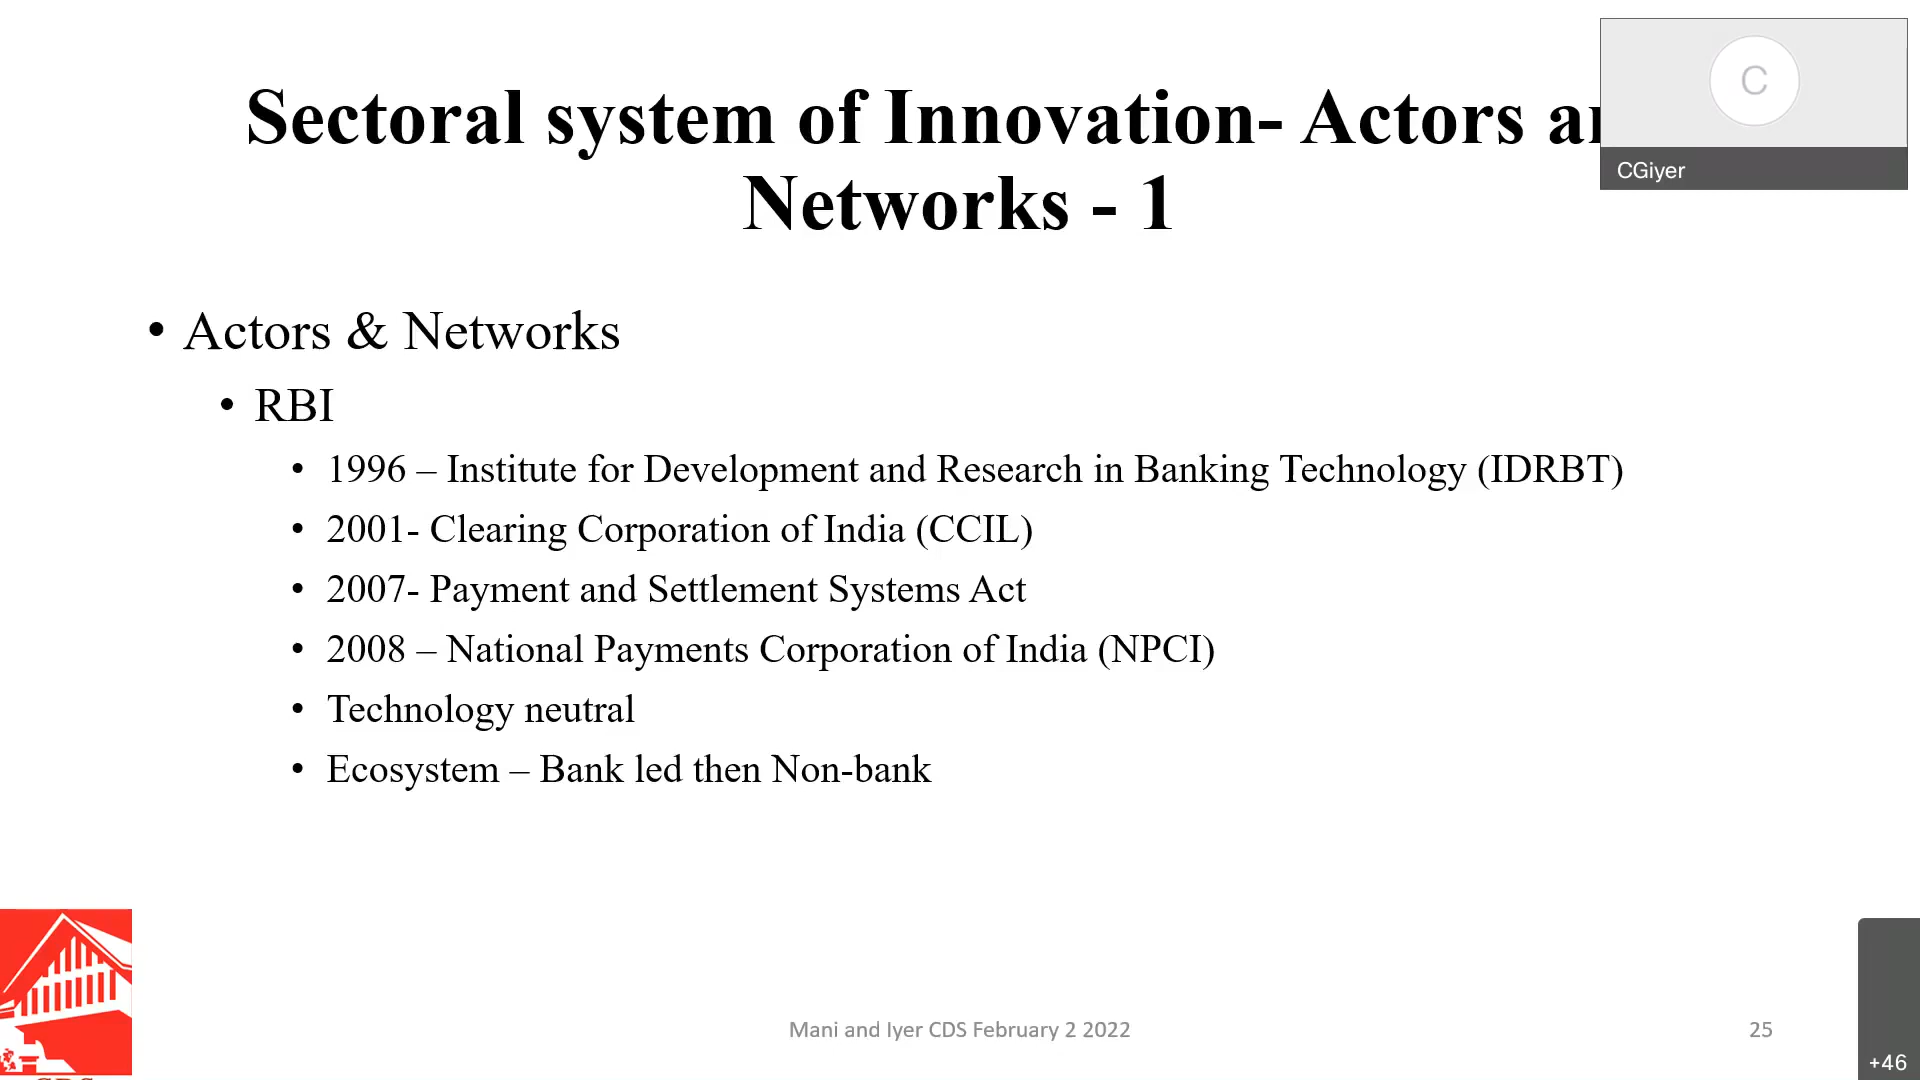 Sectoral system of Innovation- Actors
Networks - 1
C
CGiyer
• Actors & Networks
• RBI
• 1996 – Institute for Development and Research in Banking Technology (IDRBT)
• 2001- Clearing Corporation of India (CCIL)
• 2007- Payment and Settlement Systems Act
• 2008 – National Payments Corporation of India (NPCI)
• Technology neutral
• Ecosystem – Bank led then Non-bank
Mani and Iyer CDS February 2 2022
25
+46